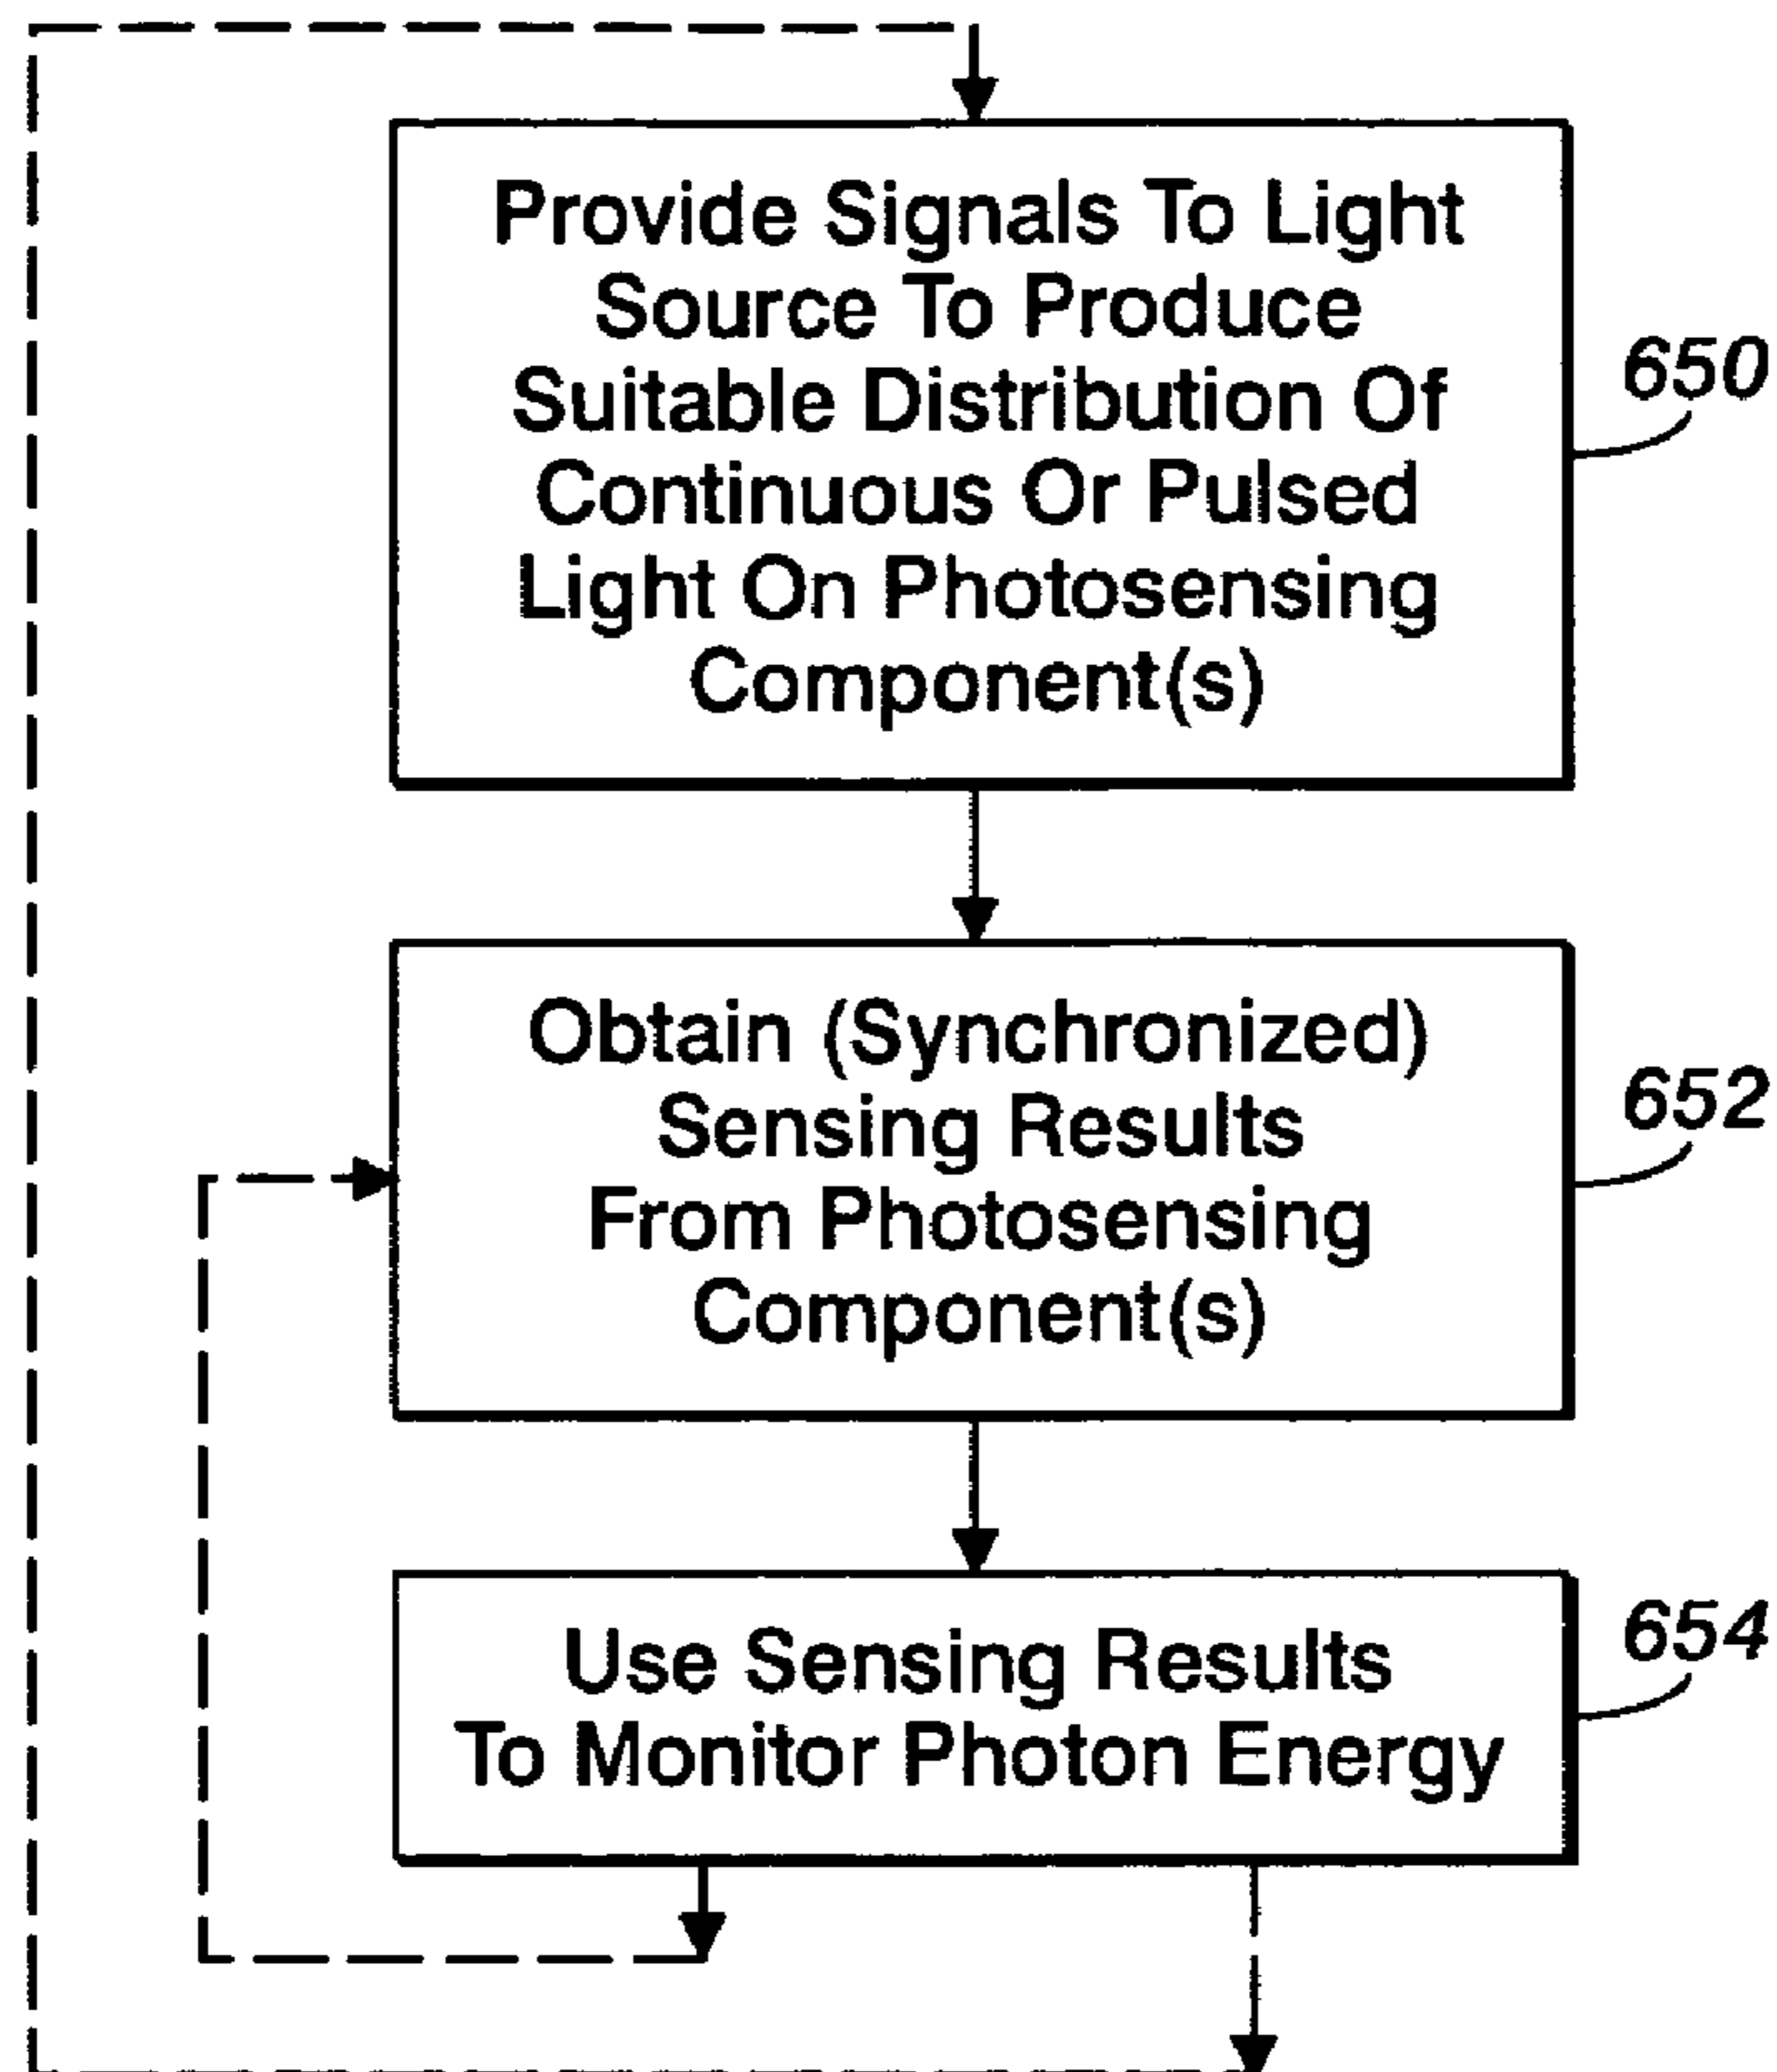 Provide Signals To Light
Source To Produce
Suitable Distribution Of
Continuous Or Pulsed
Light On Photosensing
Component(s)
650
Obtain (Synchronized)
Sensing Results
From Photosensing
Component(s)
652
Use Sensing Results
To Monitor Photon Energy
654